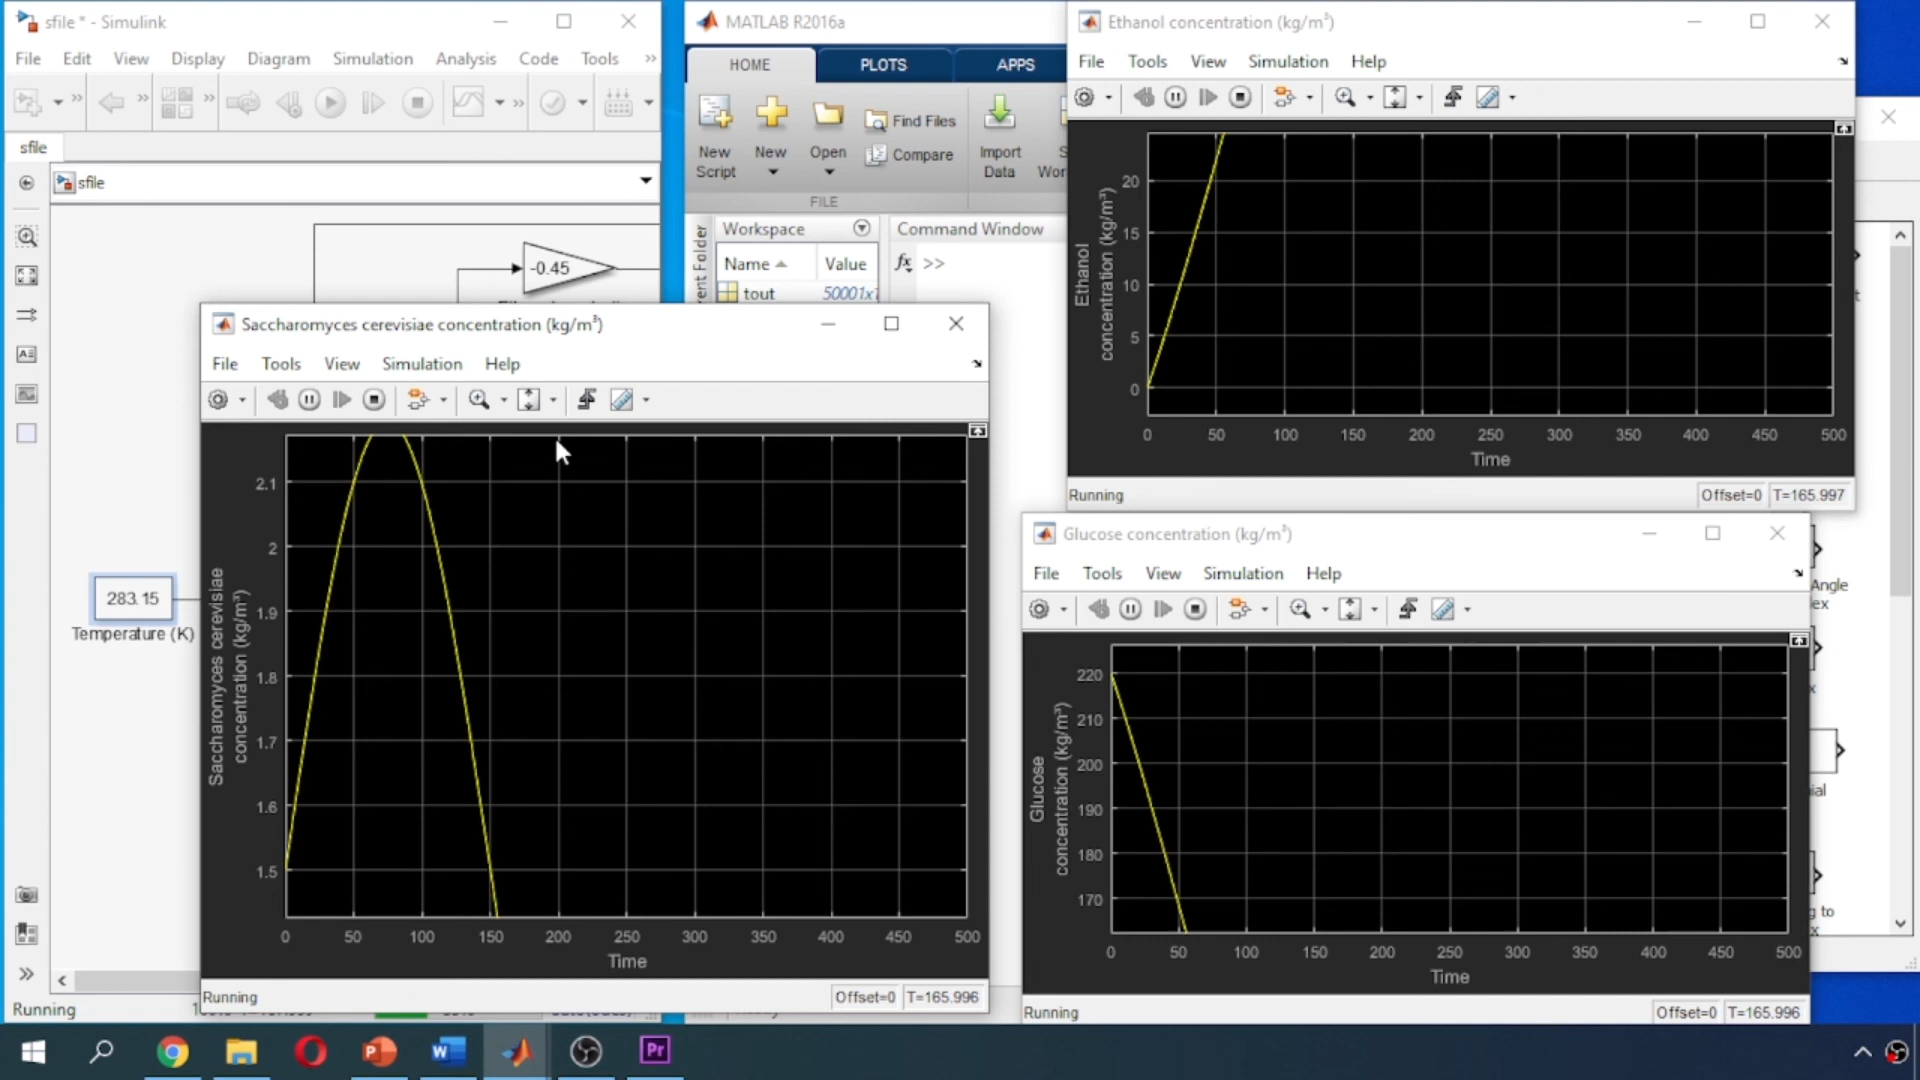 sfile * - Simulink
File Edit View Display Diagram Simulation Analysis Code Tools »
sfile
sfile
-0.45
283.15
Temperature (K)
Running
MATLAB R2016a
HOME PLOTS APPS
New Script
New
Open
Find Files
Compare
Import Data
FILE
Workspace
Name Value
tout 50001x
Command Window
fx >>
Saccharomyces cerevisiae concentration (kg/m³)
File Tools View Simulation Help
Saccharomyces cerevisiae
concentration (kg/m³)
2.1
2
1.9
1.8
1.7
1.6
1.5
0 50 100 150 200 250 300 350 400 450 500
Time
Running Offset=0 T=165.996
Ethanol concentration (kg/m³)
File Tools View Simulation Help
Ethanol
concentration (kg/m³)
20
15
10
5
0
0 50 100 150 200 250 300 350 400 450 500
Time
Running Offset=0 T=165.997
Glucose concentration (kg/m³)
File Tools View Simulation Help
Glucose
concentration (kg/m³)
220
210
200
190
180
170
0 50 100 150 200 250 300 350 400 450 500
Time
Running Offset=0 T=165.996
Angle